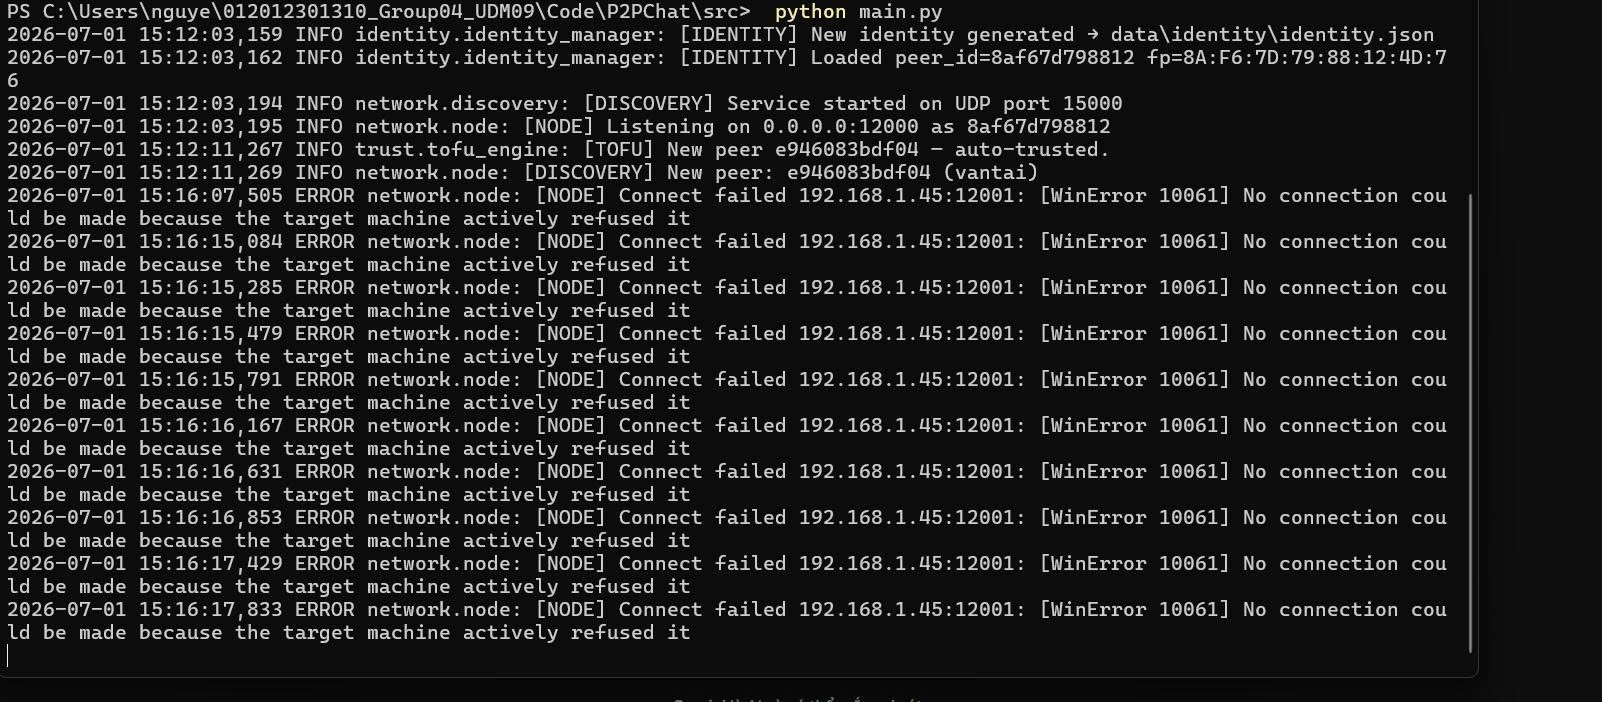 PS C:\Users\nguye\012012301310_Group04_UDM09\Code\P2PChat\src>  python main.py
2026-07-01 15:12:03,159 INFO identity.identity_manager: [IDENTITY] New identity generated → data\identity\identity.json
2026-07-01 15:12:03,162 INFO identity.identity_manager: [IDENTITY] Loaded peer_id=8af67d798812 fp=8A:F6:7D:79:88:12:4D:7
6
2026-07-01 15:12:03,194 INFO network.discovery: [DISCOVERY] Service started on UDP port 15000
2026-07-01 15:12:03,195 INFO network.node: [NODE] Listening on 0.0.0.0:12000 as 8af67d798812
2026-07-01 15:12:11,267 INFO trust.tofu_engine: [TOFU] New peer e946083bdf04 — auto-trusted.
2026-07-01 15:12:11,269 INFO network.node: [DISCOVERY] New peer: e946083bdf04 (vantai)
2026-07-01 15:16:07,505 ERROR network.node: [NODE] Connect failed 192.168.1.45:12001: [WinError 10061] No connection cou
ld be made because the target machine actively refused it
2026-07-01 15:16:15,084 ERROR network.node: [NODE] Connect failed 192.168.1.45:12001: [WinError 10061] No connection cou
ld be made because the target machine actively refused it
2026-07-01 15:16:15,285 ERROR network.node: [NODE] Connect failed 192.168.1.45:12001: [WinError 10061] No connection cou
ld be made because the target machine actively refused it
2026-07-01 15:16:15,479 ERROR network.node: [NODE] Connect failed 192.168.1.45:12001: [WinError 10061] No connection cou
ld be made because the target machine actively refused it
2026-07-01 15:16:15,791 ERROR network.node: [NODE] Connect failed 192.168.1.45:12001: [WinError 10061] No connection cou
ld be made because the target machine actively refused it
2026-07-01 15:16:16,167 ERROR network.node: [NODE] Connect failed 192.168.1.45:12001: [WinError 10061] No connection cou
ld be made because the target machine actively refused it
2026-07-01 15:16:16,631 ERROR network.node: [NODE] Connect failed 192.168.1.45:12001: [WinError 10061] No connection cou
ld be made because the target machine actively refused it
2026-07-01 15:16:16,853 ERROR network.node: [NODE] Connect failed 192.168.1.45:12001: [WinError 10061] No connection cou
ld be made because the target machine actively refused it
2026-07-01 15:16:17,429 ERROR network.node: [NODE] Connect failed 192.168.1.45:12001: [WinError 10061] No connection cou
ld be made because the target machine actively refused it
2026-07-01 15:16:17,833 ERROR network.node: [NODE] Connect failed 192.168.1.45:12001: [WinError 10061] No connection cou
ld be made because the target machine actively refused it